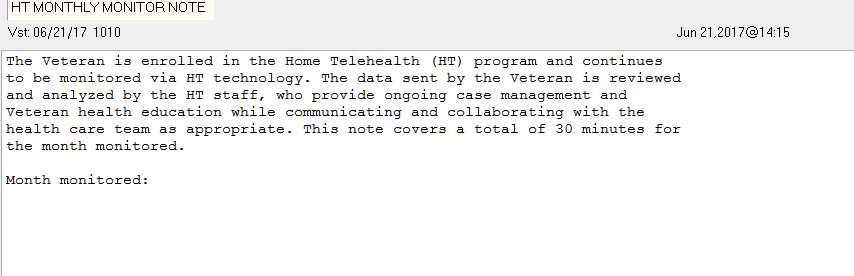 HT MONTHLY MONITOR NOTE
Vst: 06/21/17 1010 Jun 21,2017@14:15
The Veteran is enrolled in the Home Telehealth (HT) program and continues
to be monitored via HT technology. The data sent by the Veteran is reviewed
and analyzed by the HT staff, who provide ongoing case management and
Veteran health education while communicating and collaborating with the
health care team as appropriate. This note covers a total of 30 minutes for
the month monitored.
Month monitored: